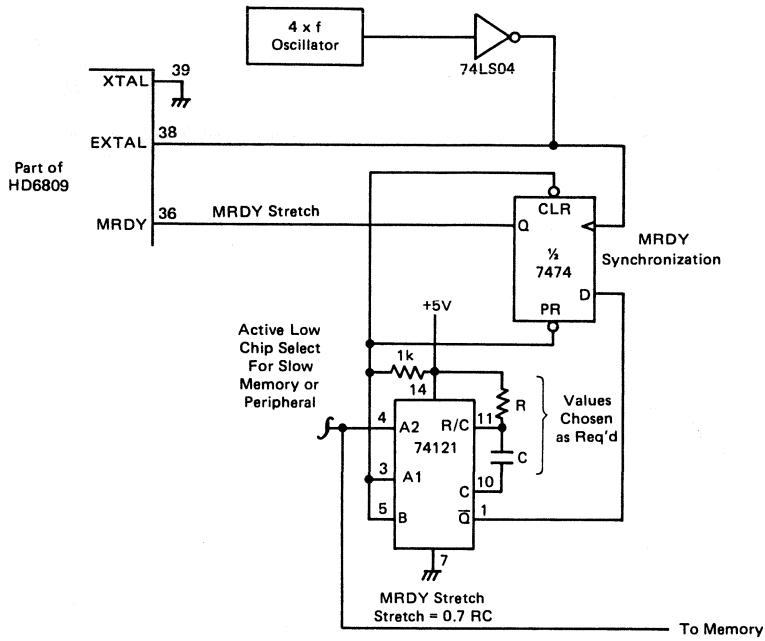 4 x f
Oscillator
74LS04
XTAL
39
EXTAL
38
Part of
HD6809
MRDY
36
MRDY Stretch
CLR
Q
½
7474
D
PR
MRDY
Synchronization
+5V
Active Low
Chip Select
For Slow
Memory or
Peripheral
1k
14
R
Values
Chosen
as Req'd
4
A2
R/C
11
74121
C
3
A1
10
C
5
B
Q̅
1
7
MRDY Stretch
Stretch = 0.7 RC
To Memory